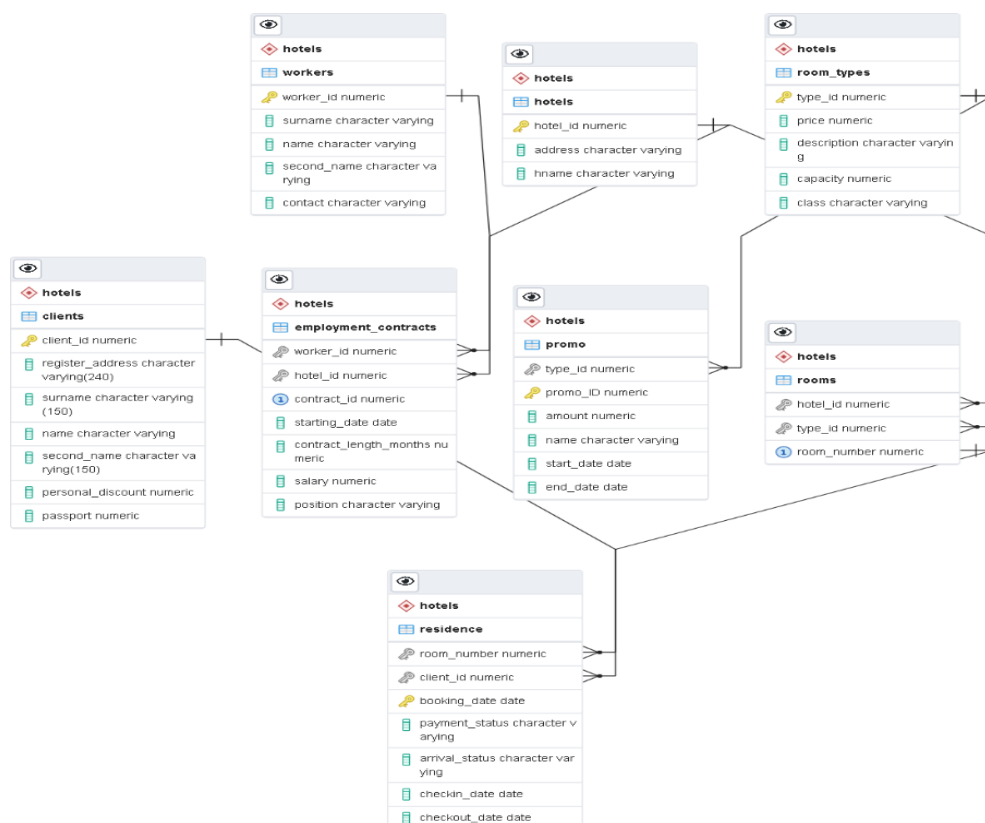 hotels
workers
worker_id numeric
surname character varying
name character varying
second_name character va
rying
contact character varying
hotels
hotels
hotel_id numeric
address character varying
hname character varying
hotels
room_types
type_id numeric
price numeric
description character varyin
g
capacity numeric
class character varying
hotels
clients
client_id numeric
register_address character
varying(240)
surname character varying
(150)
name character varying
second_name character va
rying(150)
personal_discount numeric
passport numeric
hotels
employment_contracts
worker_id numeric
hotel_id numeric
1 contract_id numeric
starting_date date
contract_length_months nu
meric
salary numeric
position character varying
hotels
promo
type_id numeric
promo_ID numeric
amount numeric
name character varying
start_date date
end_date date
hotels
rooms
hotel_id numeric
type_id numeric
1 room_number numeric
hotels
residence
room_number numeric
client_id numeric
booking_date date
payment_status character v
arying
arrival_status character var
ying
checkin_date date
checkout_date date